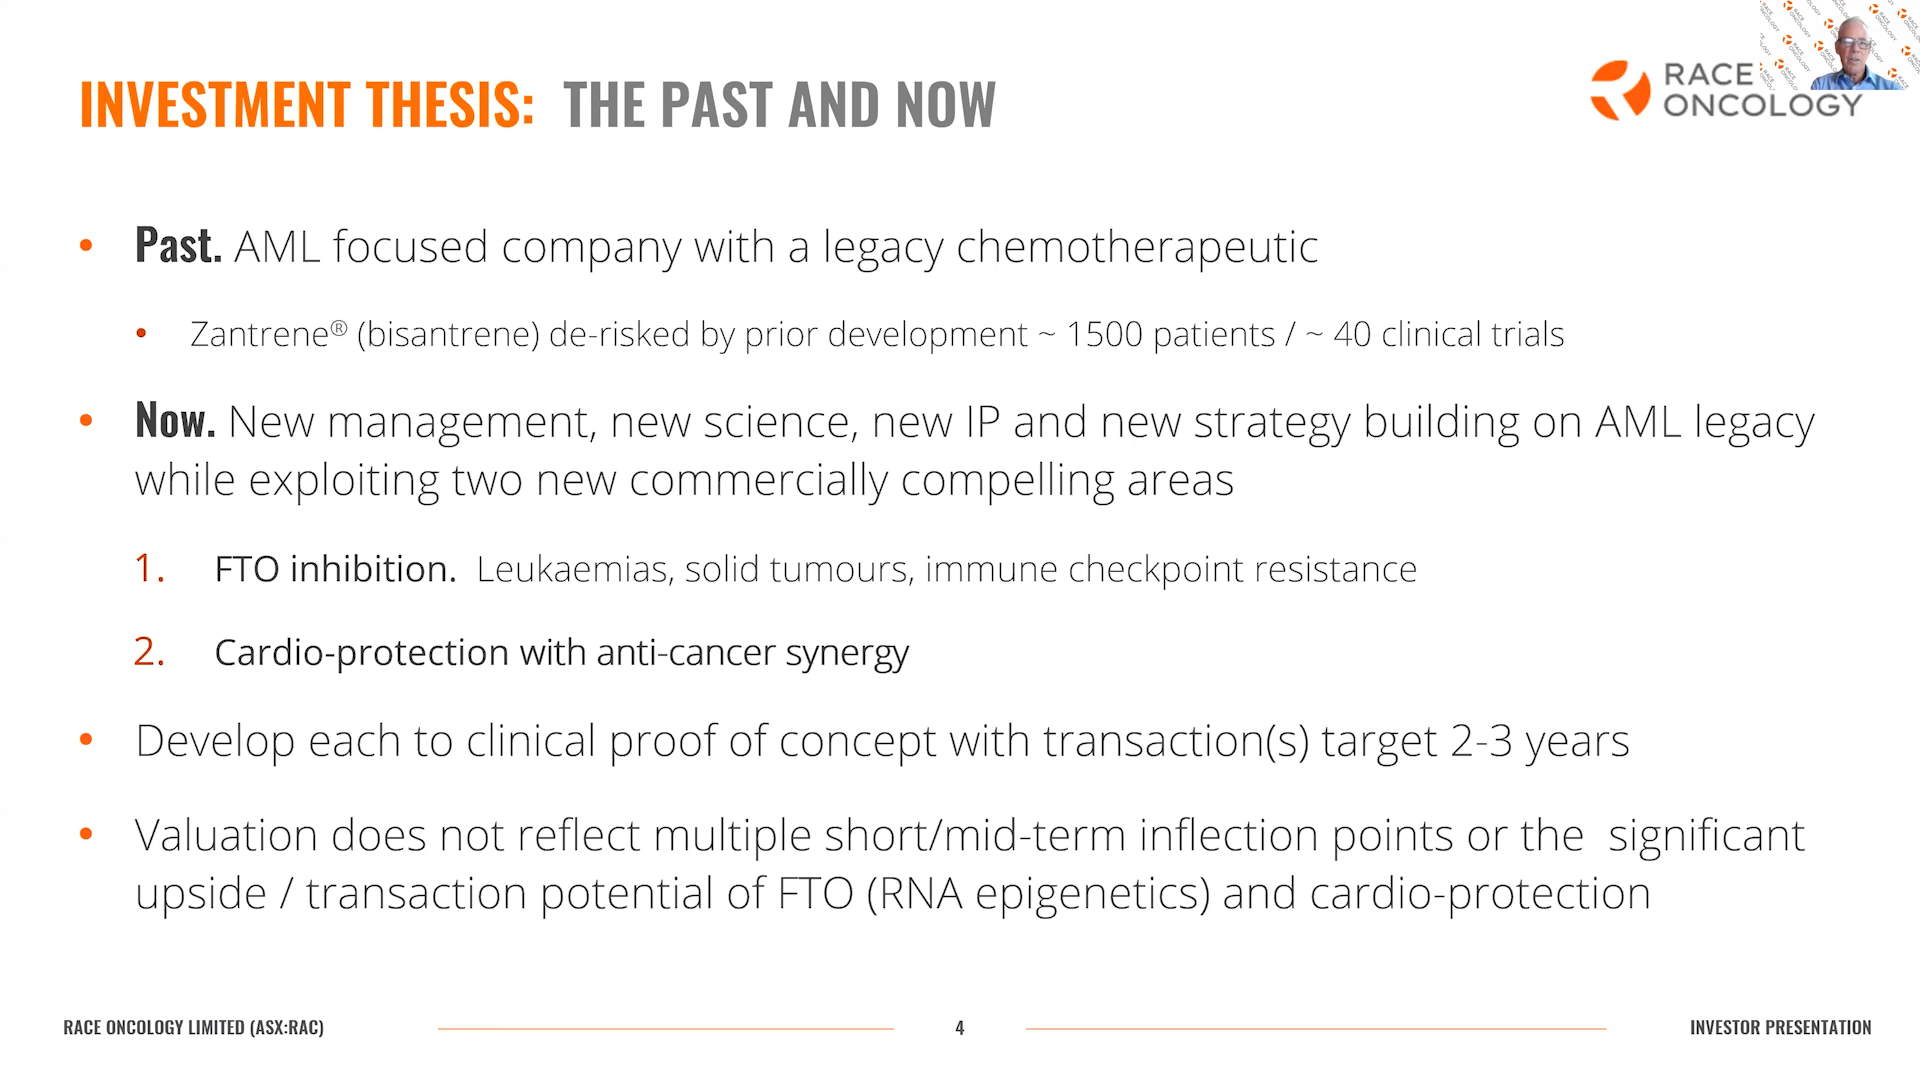 INVESTMENT THESIS: THE PAST AND NOW
RACE
ONCOLOGY
• Past. AML focused company with a legacy chemotherapeutic
• Zantrene® (bisantrene) de-risked by prior development ~ 1500 patients / ~ 40 clinical trials
• Now. New management, new science, new IP and new strategy building on AML legacy
while exploiting two new commercially compelling areas
1. FTO inhibition. Leukaemias, solid tumours, immune checkpoint resistance
2. Cardio-protection with anti-cancer synergy
• Develop each to clinical proof of concept with transaction(s) target 2-3 years
• Valuation does not reflect multiple short/mid-term inflection points or the significant
upside / transaction potential of FTO (RNA epigenetics) and cardio-protection
RACE ONCOLOGY LIMITED (ASX:RAC)
4
INVESTOR PRESENTATION